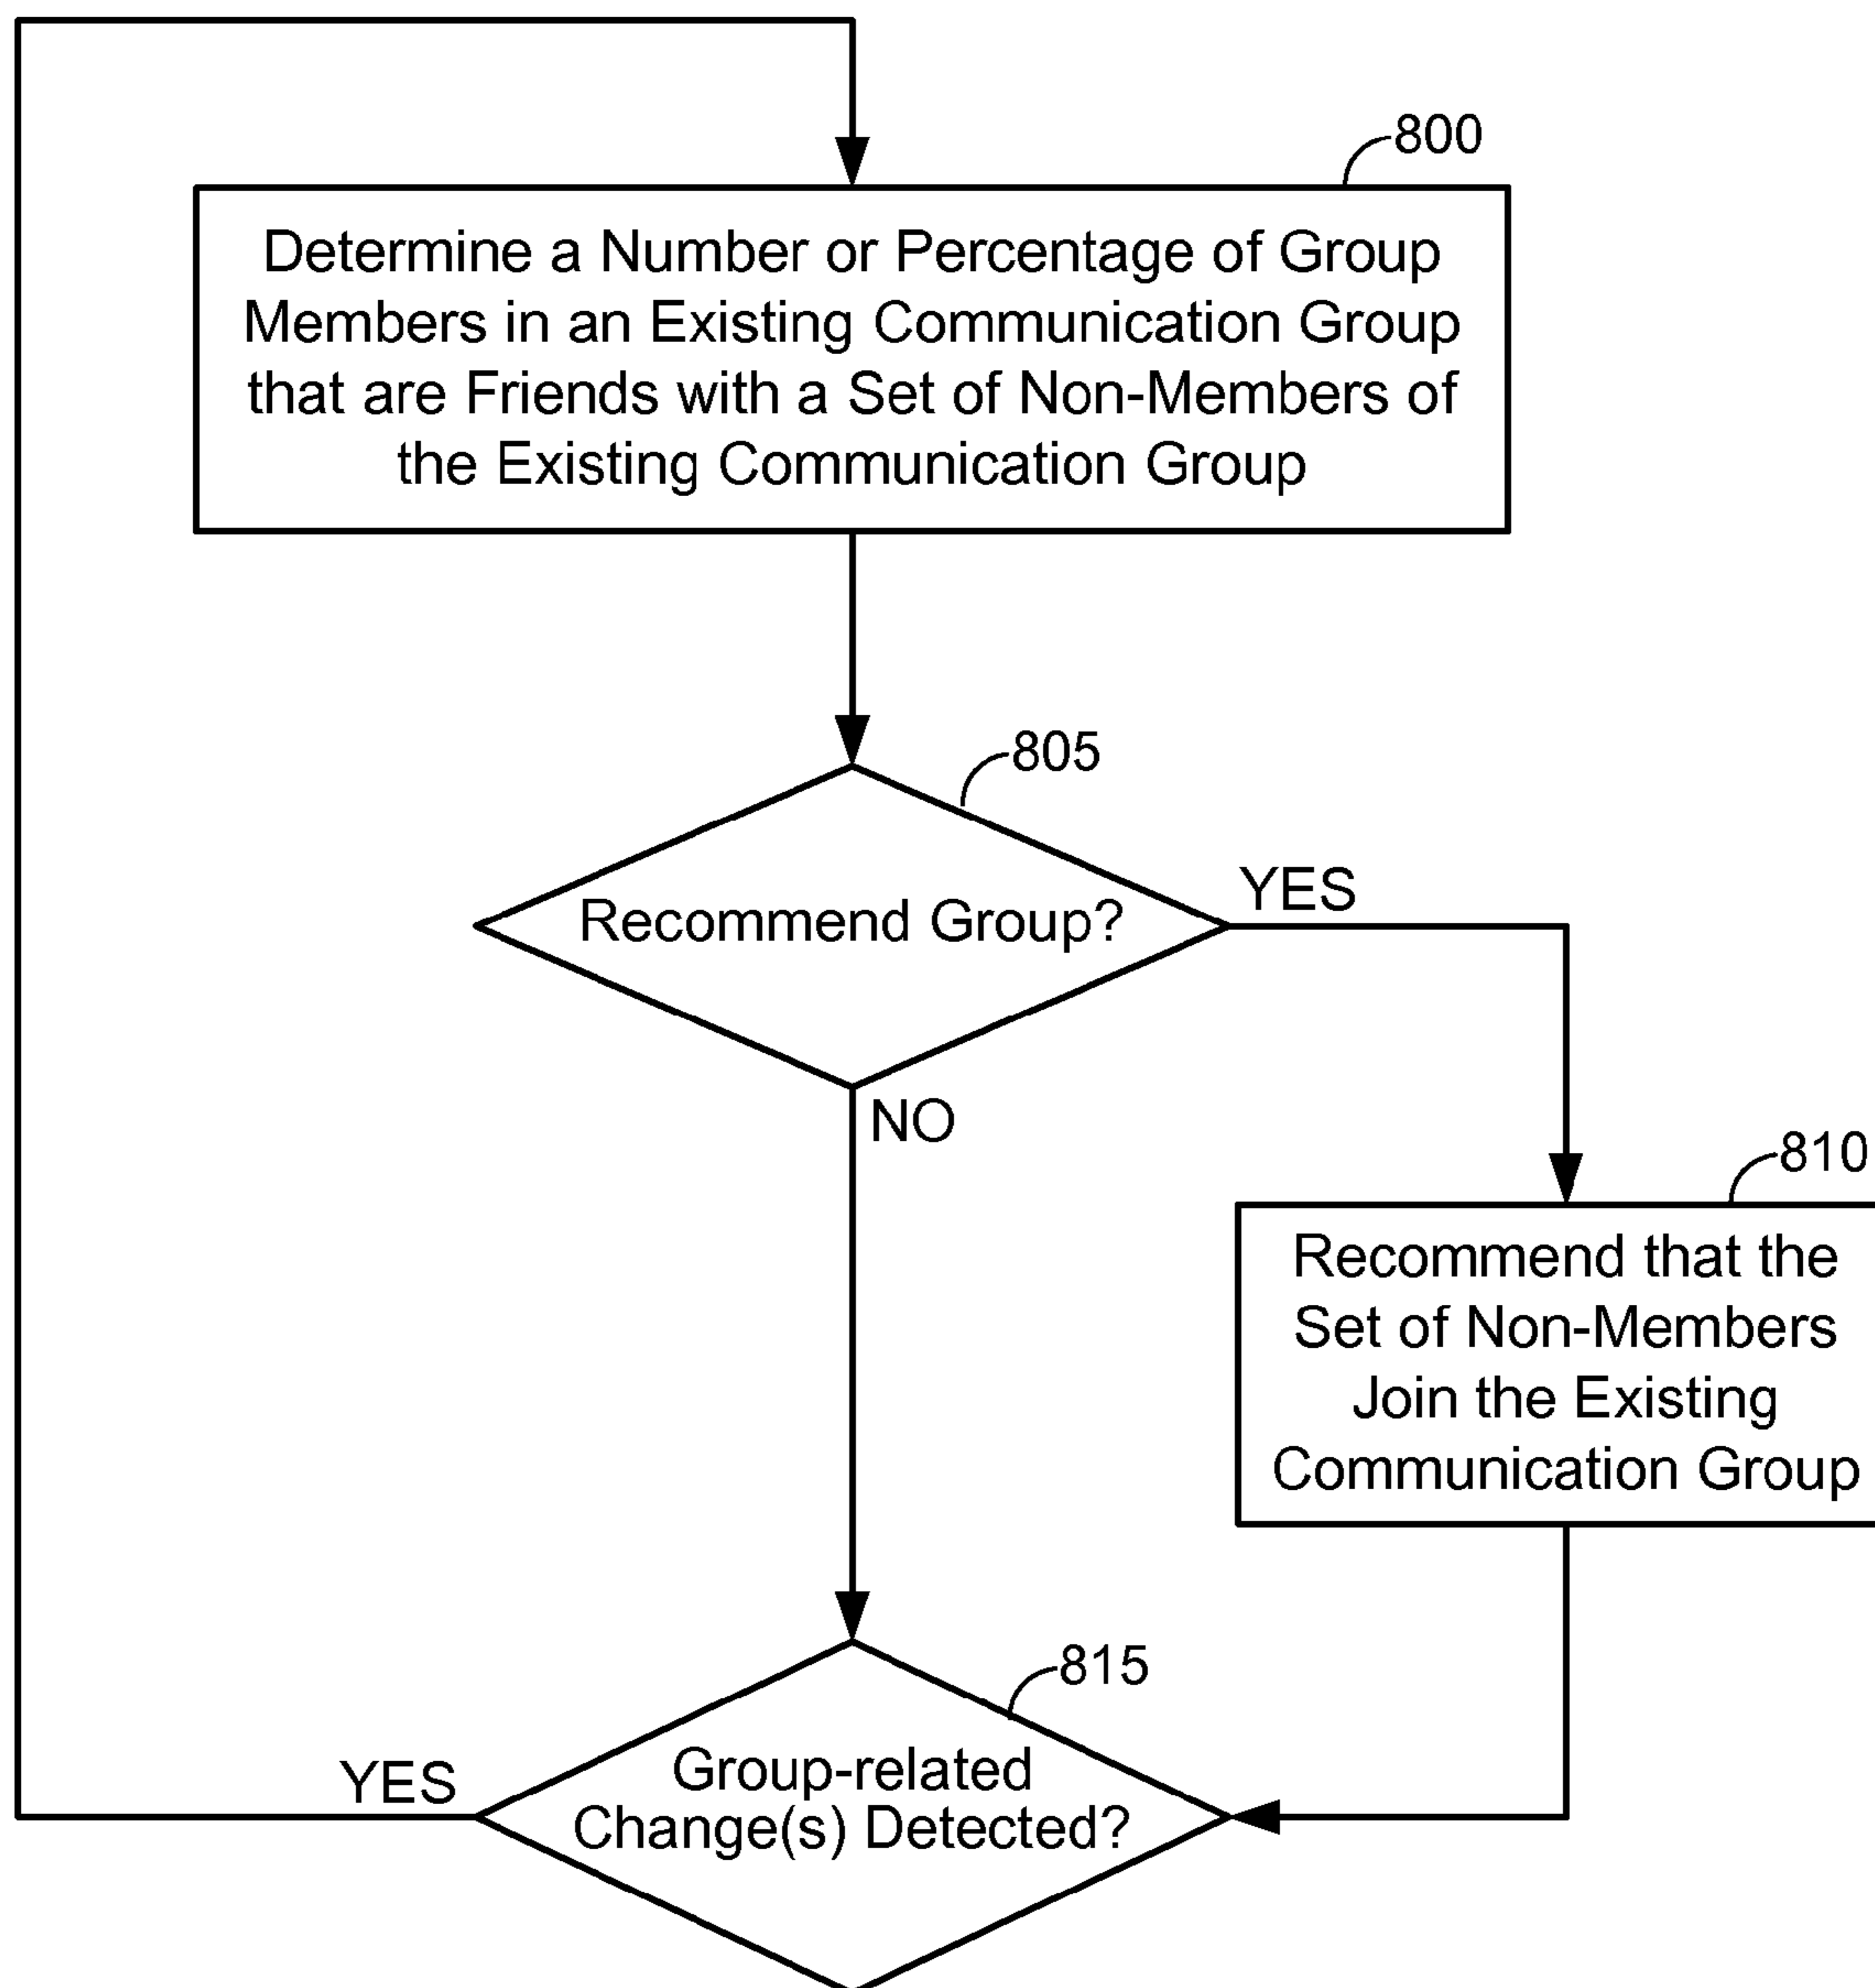 800
Determine a Number or Percentage of Group
Members in an Existing Communication Group
that are Friends with a Set of Non-Members of
the Existing Communication Group
805
Recommend Group?
YES
NO
810
Recommend that the
Set of Non-Members
Join the Existing
Communication Group
815
Group-related
Change(s) Detected?
YES